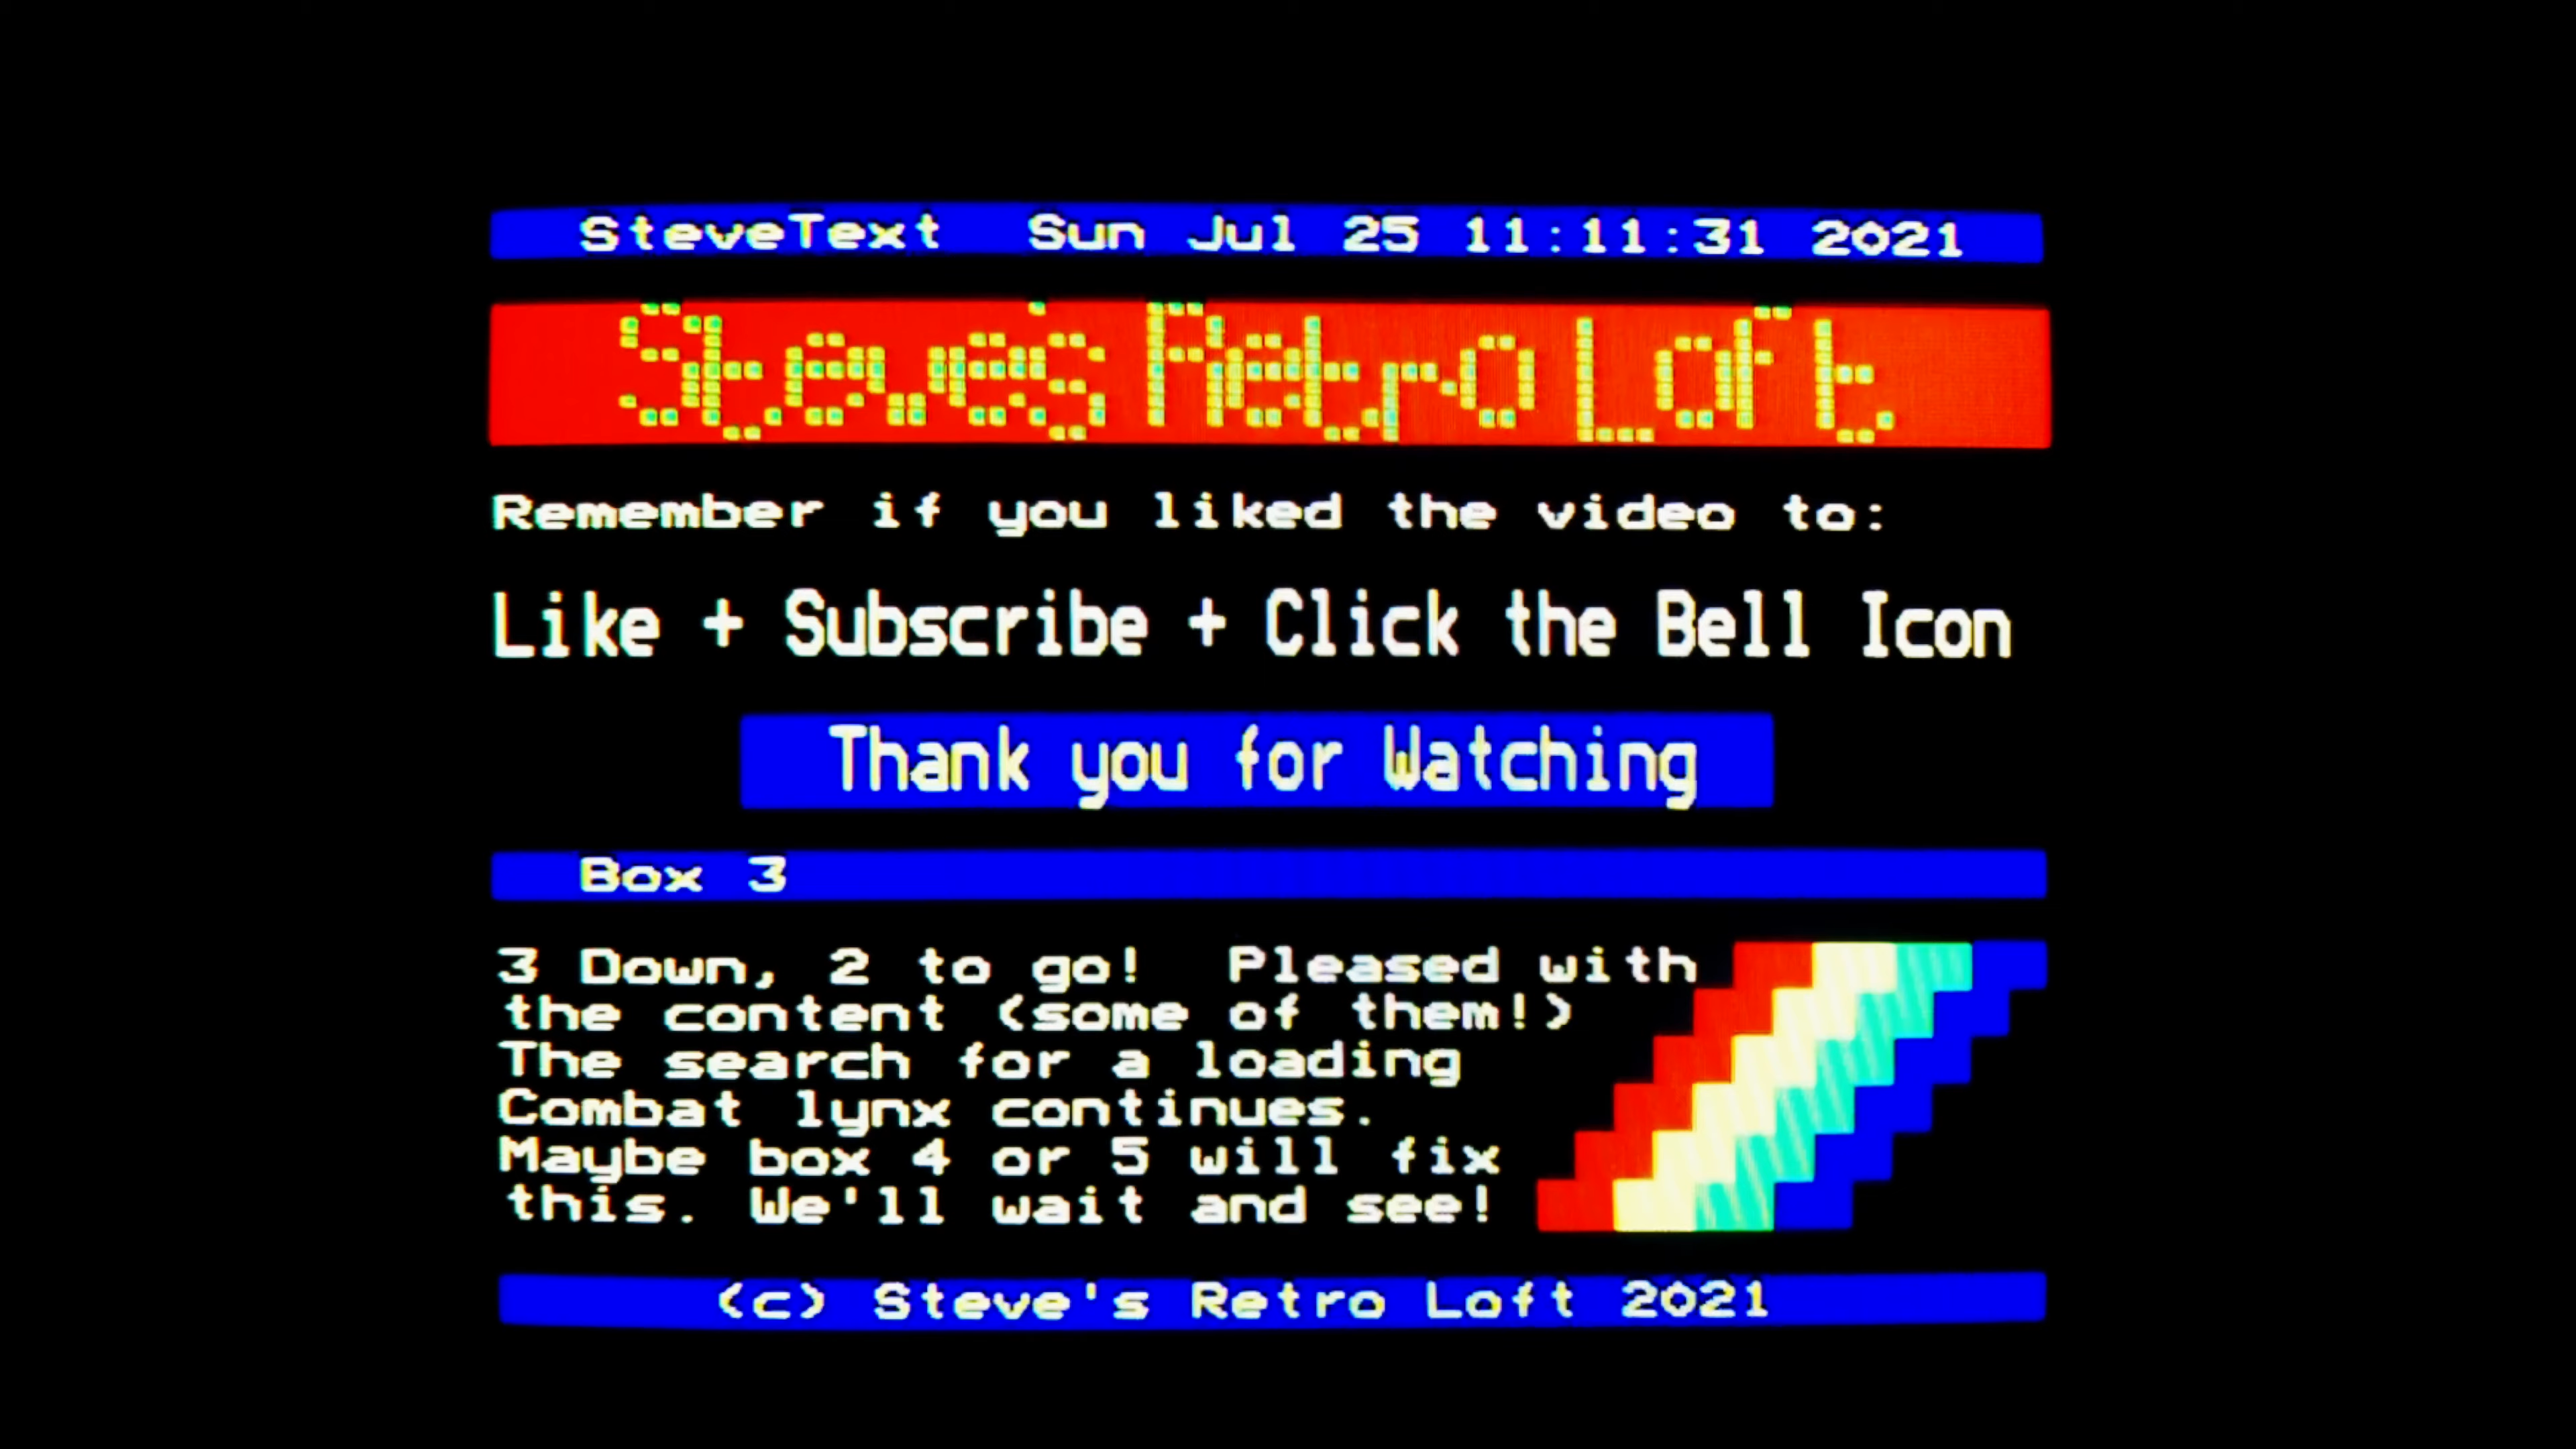 SteveText  Sun Jul 25 11:11:31 2021
Steve's Retro Loft
Remember if you liked the video to:
Like + Subscribe + Click the Bell Icon
Thank you for Watching
Box 3
3 Down, 2 to go!  Pleased with
the content (some of them!)
The search for a loading
Combat lynx continues.
Maybe box 4 or 5 will fix
this. We'll wait and see!
(c) Steve's Retro Loft 2021